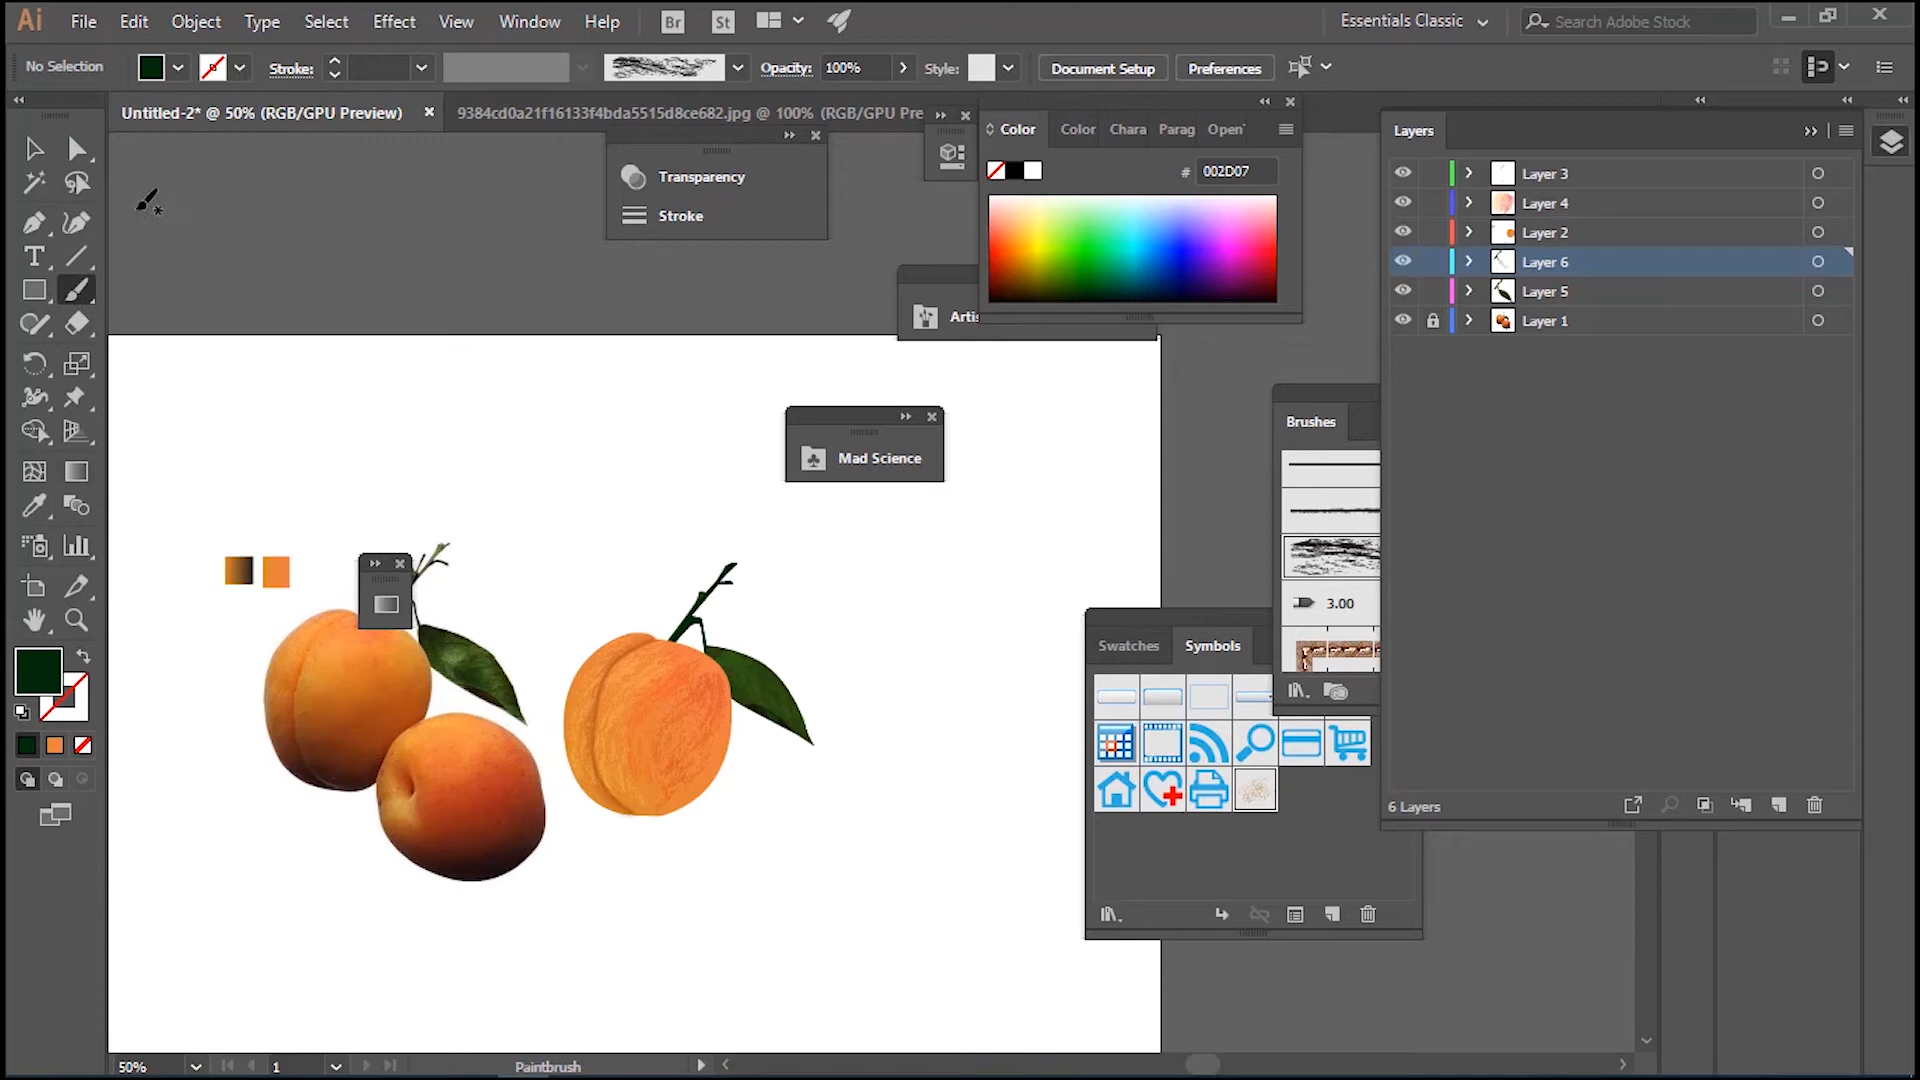 Ai File Edit Object Type Select Effect View Window Help Br St Essentials Classic Search Adobe Stock
No Selection Stroke: Opacity: 100% Style: Document Setup Preferences
Untitled-2* @ 50% (RGB/GPU Preview) 9384cd0a21f16133f4bda5515d8ce682.jpg @ 100% (RGB/GPU Pre
Color Color Chara Parag Open
# 002D07
Transparency
Stroke
Artis
Mad Science
Layers
Layer 3
Layer 4
Layer 2
Layer 6
Layer 5
Layer 1
6 Layers
Brushes
3.00
Swatches Symbols
50% 1 Paintbrush